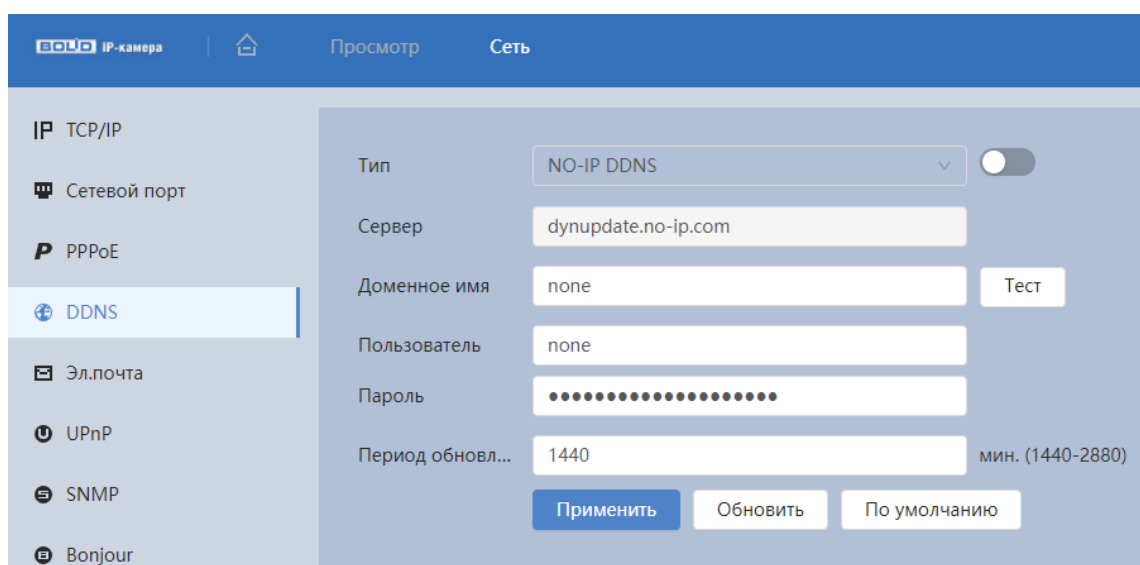 BOLID IP-камера
Просмотр
Сеть
TCP/IP
Сетевой порт
PPPoE
DDNS
Эл.почта
UPnP
SNMP
Bonjour
Тип NO-IP DDNS
Сервер dynupdate.no-ip.com
Доменное имя none Тест
Пользователь none
Пароль ••••••••••••••••••••
Период обновл... 1440 мин. (1440-2880)
Применить Обновить По умолчанию